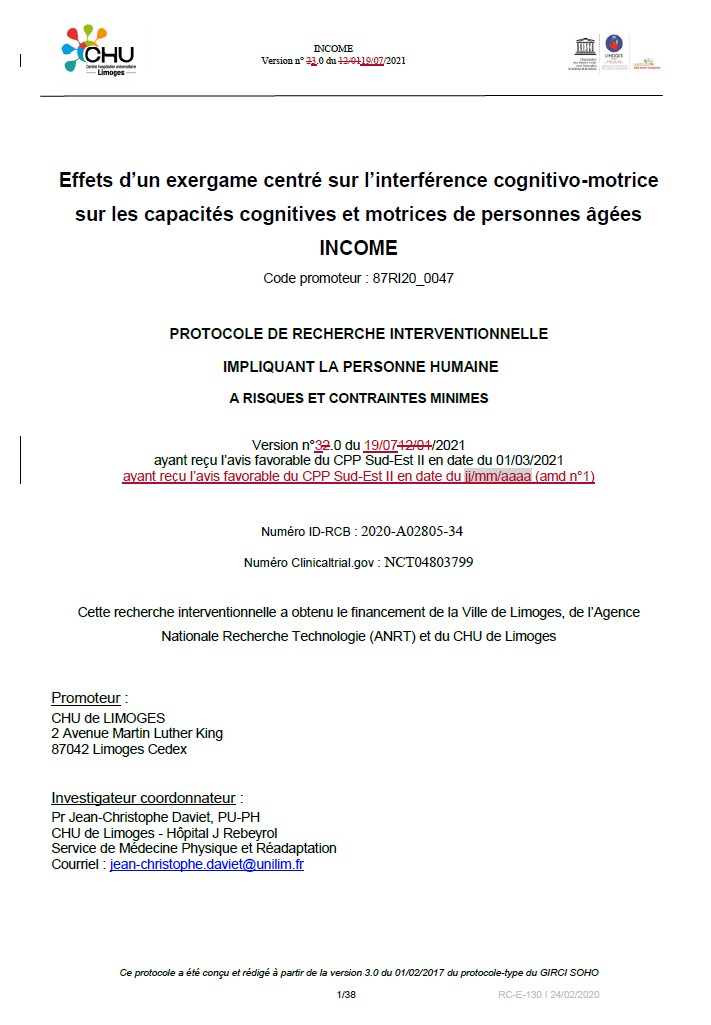 CHU
Centre hospitalier universitaire
Limoges
INCOME
Version n° 23.0 du 12/0119/07/2021
LIMOGES
Effets d’un exergame centré sur l’interférence cognitivo-motrice
sur les capacités cognitives et motrices de personnes âgées
INCOME
Code promoteur : 87RI20_0047
PROTOCOLE DE RECHERCHE INTERVENTIONNELLE
IMPLIQUANT LA PERSONNE HUMAINE
A RISQUES ET CONTRAINTES MINIMES
Version n°32.0 du 19/0712/01/2021
ayant reçu l’avis favorable du CPP Sud-Est II en date du 01/03/2021
ayant reçu l’avis favorable du CPP Sud-Est II en date du jj/mm/aaaa (amd n°1)
Numéro ID-RCB : 2020-A02805-34
Numéro Clinicaltrial.gov : NCT04803799
Cette recherche interventionnelle a obtenu le financement de la Ville de Limoges, de l’Agence
Nationale Recherche Technologie (ANRT) et du CHU de Limoges
Promoteur :
CHU de LIMOGES
2 Avenue Martin Luther King
87042 Limoges Cedex
Investigateur coordonnateur :
Pr Jean-Christophe Daviet, PU-PH
CHU de Limoges - Hôpital J Rebeyrol
Service de Médecine Physique et Réadaptation
Courriel : jean-christophe.daviet@unilim.fr
Ce protocole a été conçu et rédigé à partir de la version 3.0 du 01/02/2017 du protocole-type du GIRCI SOHO
1/38
RC-E-130 I 24/02/2020